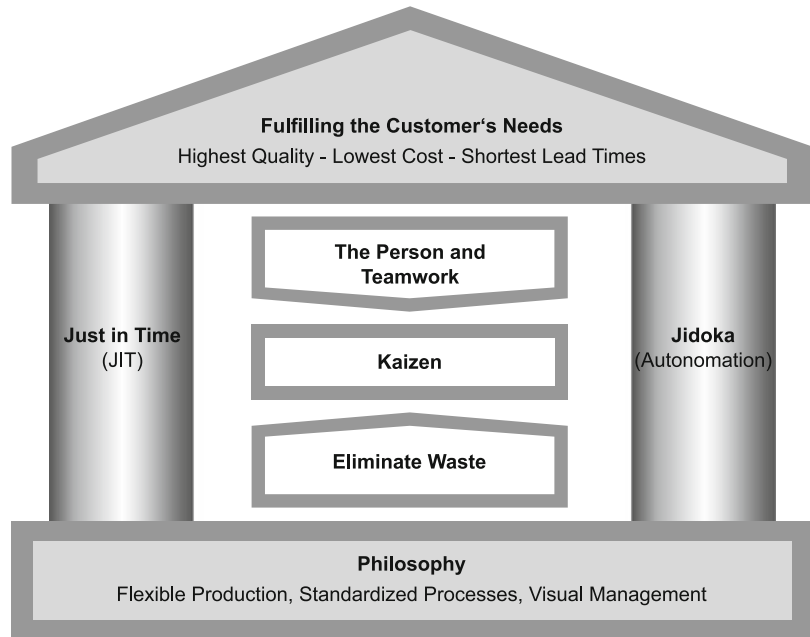 Fulfilling the Customer‘s Needs
Highest Quality - Lowest Cost - Shortest Lead Times
The Person and
Teamwork
Just in Time
(JIT)
Kaizen
Jidoka
(Autonomation)
Eliminate Waste
Philosophy
Flexible Production, Standardized Processes, Visual Management